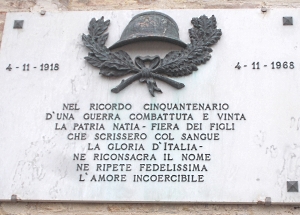 4-11-1918 4-11-1968
NEL RICORDO CINQUANTENARIO
D'UNA GUERRA COMBATTUTA E VINTA
LA PATRIA NATIA-FIERA DEI FIGLI
CHE SCRISSERO COL SANGUE
LA GLORIA D'ITALIA-
NE RICONSACRA IL NOME
NE RIPETE FEDELISSIMA
L'AMORE INCOERCIBILE